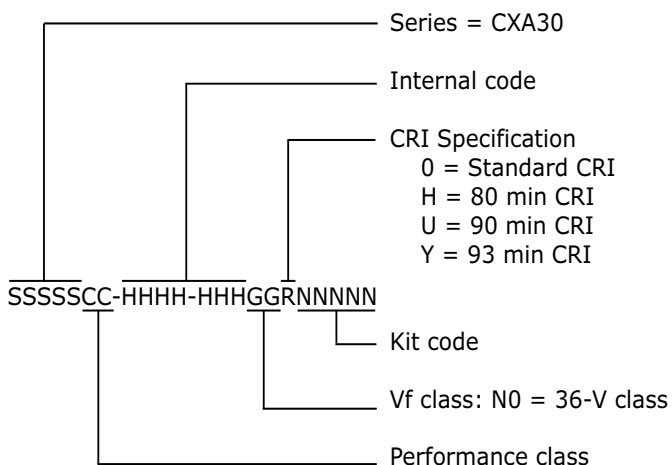 Series = CXA30
Internal code
CRI Specification
0 = Standard CRI
H = 80 min CRI
U = 90 min CRI
Y = 93 min CRI
SSSSSCC-HHHH-HHHGGRNNNNN
Kit code
Vf class: N0 = 36-V class
Performance class